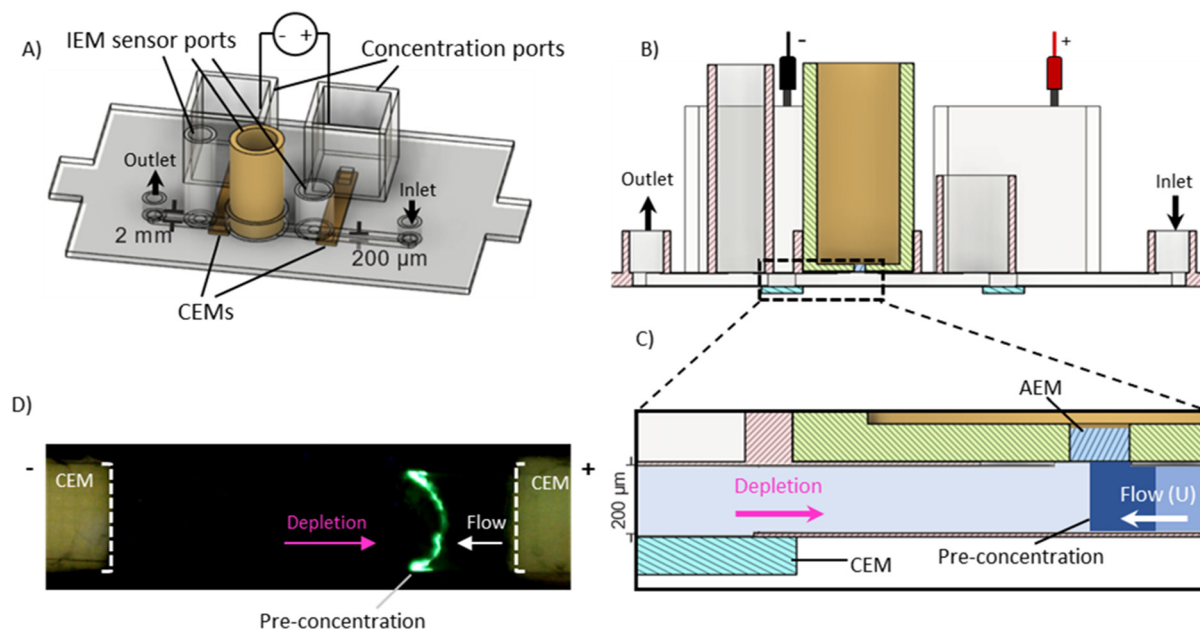 A)
IEM sensor ports
- +
Concentration ports
Outlet
Inlet
2 mm
200 µm
CEMs
B)
-
+
Outlet
Inlet
C)
AEM
200 µm
Depletion
Flow (U)
CEM
Pre-concentration
D)
-
CEM
Depletion
Flow
CEM
+
Pre-concentration